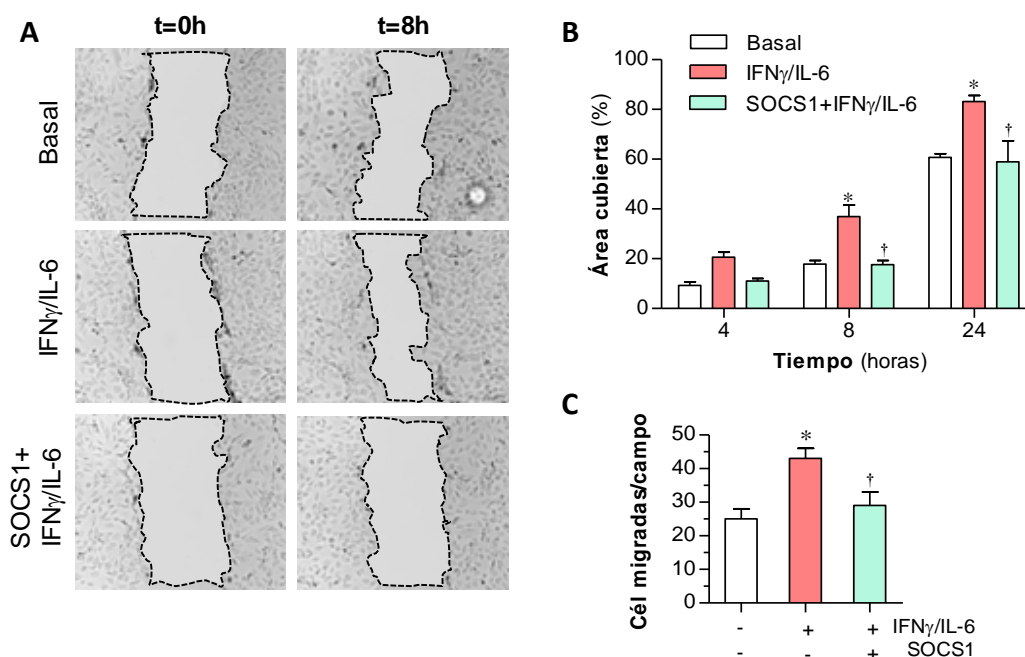 A
t=0h
t=8h
Basal
IFNγ/IL-6
SOCS1+
IFNγ/IL-6
B
Basal
IFNγ/IL-6
SOCS1+IFNγ/IL-6
Área cubierta (%)
100
80
60
40
20
0
*
*
†
*
†
4
8
24
Tiempo (horas)
C
Cél migradas/campo
50
40
30
20
10
0
*
†
- + + IFNγ/IL-6
- - + SOCS1